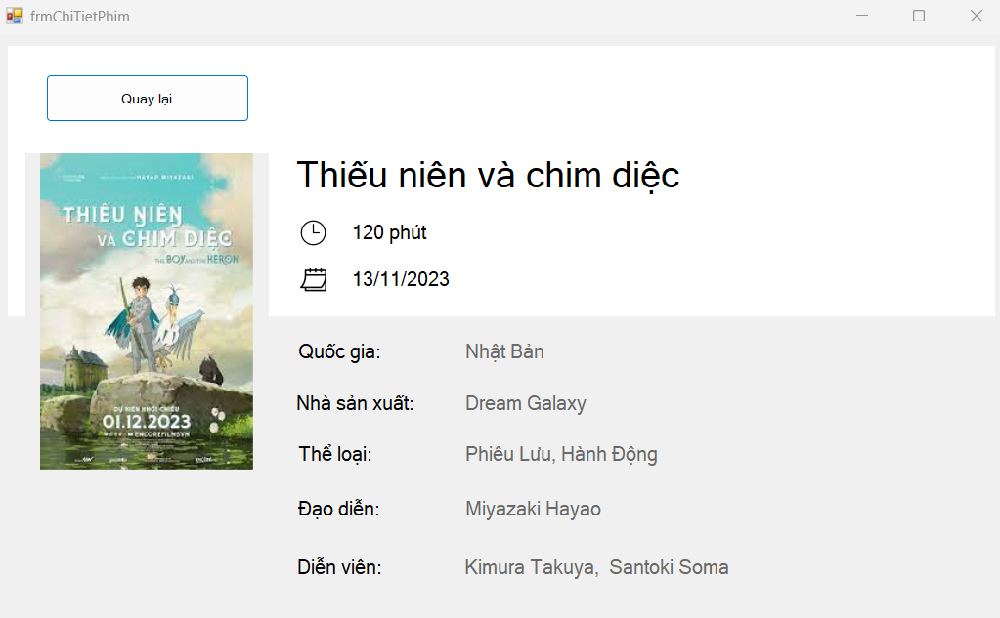 frmChiTietPhim
Quay lại
HAYAO MIYAZAKI
THIẾU NIÊN
VÀ CHIM DIỆC
THE BOY AND THE HERON
DỰ KIẾN KHỞI CHIẾU
01.12.2023
ENCOREFILMSVN
Thiếu niên và chim diệc
120 phút
13/11/2023
Quốc gia: Nhật Bản
Nhà sản xuất: Dream Galaxy
Thể loại: Phiêu Lưu, Hành Động
Đạo diễn: Miyazaki Hayao
Diễn viên: Kimura Takuya, Santoki Soma